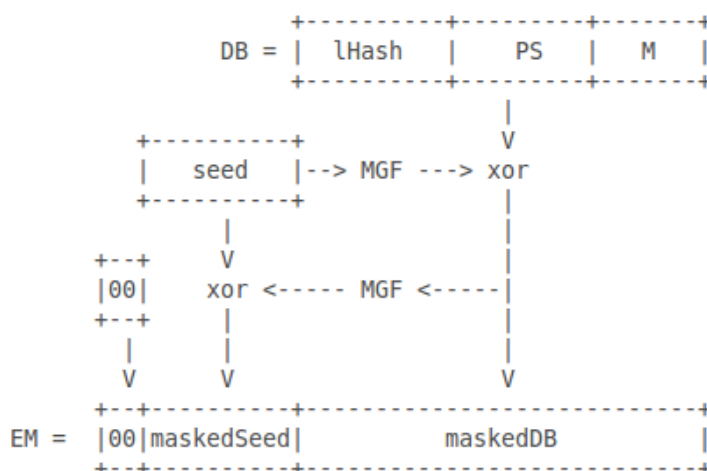 +----------+---------+-------+
                    DB = |  lHash   |    PS   |   M   |
                         +----------+---------+-------+
                                        |
              +----------+              V
              |   seed   |--> MGF ---> xor
              +----------+              |
                    |                   |
           +--+     V                   |
           |00|    xor <----- MGF <-----|
           +--+     |                   |
             |      |                   |
             V      V                   V
           +--+----------+----------------------------+
     EM =  |00|maskedSeed|          maskedDB          |
           +--+----------+----------------------------+